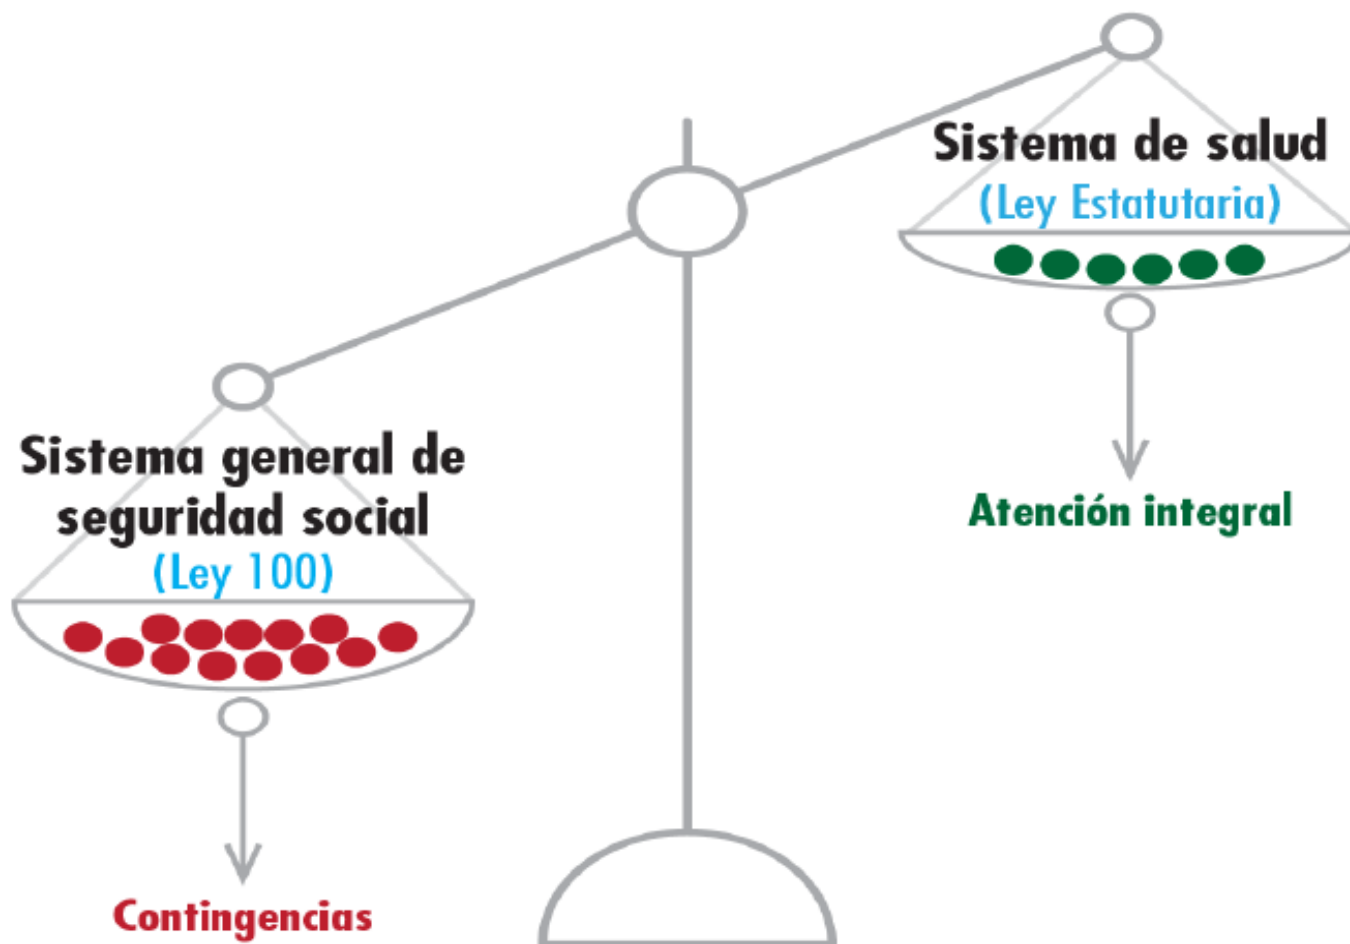 Sistema de salud
(Ley Estatutaria)
Atención integral
Sistema general de
seguridad social
(Ley 100)
Contingencias